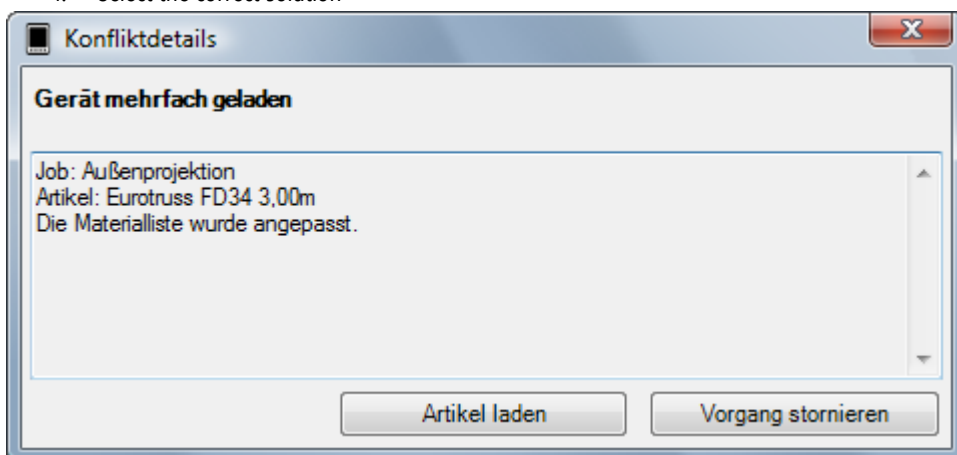 Select the correct solution
Konfliktdetails
Gerät mehrfach geladen
Job: Außenprojektion
Artikel: Eurotruss FD34 3,00m
Die Materialliste wurde angepasst.
Artikel laden
Vorgang stornieren